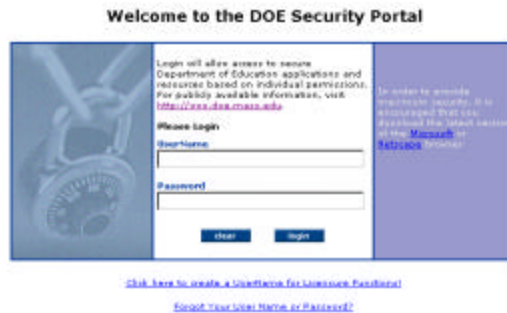 Welcome to the DOE Security Portal
Login will allow access to secure
Department of Education applications and
resources based on individual permissions.
For publicly available information, visit
http://www.doe.mass.edu.
Please Login
UserName
Password
clear login
In order to provide
maximum security, it is
encouraged that you
download the latest version
of the Microsoft or
Netscape browser
Click here to create a UserName for Licensure Functions!
Forgot Your User Name or Password?